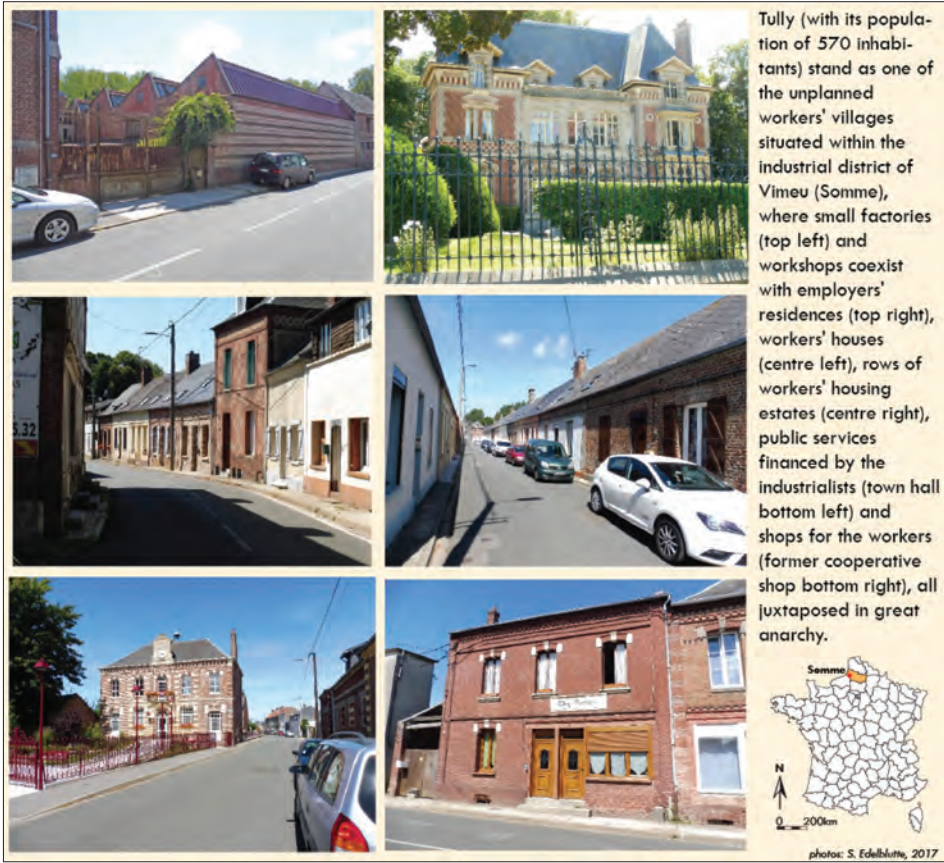 Tully (with its popula-
tion of 570 inhabi-
tants) stand as one of
the unplanned
workers' villages
situated within the
industrial district of
Vimeu (Somme),
where small factories
(top left) and
workshops coexist
with employers'
residences (top right),
workers' houses
(centre left), rows of
workers' housing
estates (centre right),
public services
financed by the
industrialists (town hall
bottom left) and
shops for the workers
(former cooperative
shop bottom right), all
juxtaposed in great
anarchy.
Somme
N
0 200km
photos: S. Edelblutte, 2017
5.32